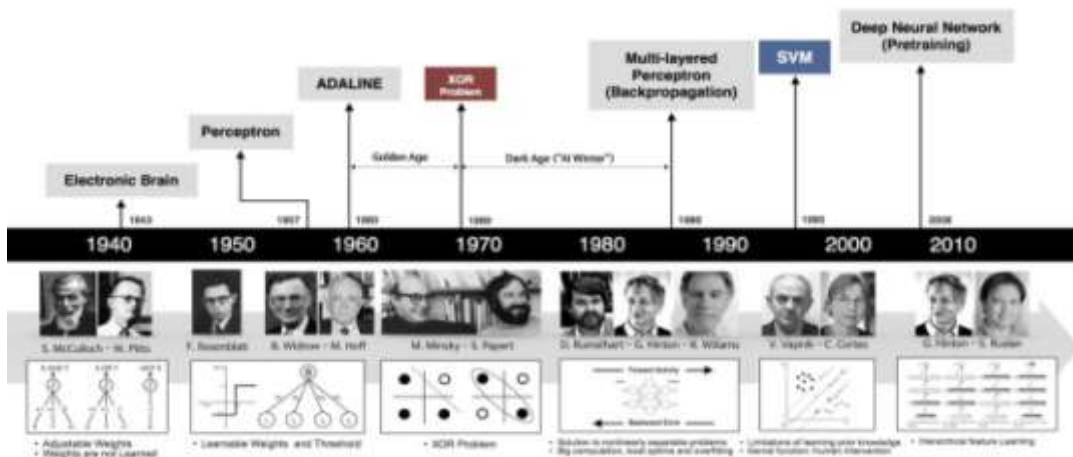 Deep Neural Network
(Pretraining)
Multi-layered
Perceptron
(Backpropagation)
SVM
ADALINE
XOR
Problem
Perceptron
Golden Age
Dark Age ("AI Winter")
Electronic Brain
1943
1957
1960
1969
1986
1995
2006
1940
1950
1960
1970
1980
1990
2000
2010
S. McCulloch - W. Pitts
F. Rosenblatt
B. Widrow - M. Hoff
M. Minsky - S. Papert
D. Rumelhart - G. Hinton - R. Wiliams
V. Vapnik - C. Cortes
G. Hinton - S. Ruslan
Foward Activity
Backward Error
• Adjustable Weights
• Weights are not Learned
• Learnable Weights and Threshold
• XOR Problem
• Solution to nonlinearly separable problems
• Big computation, local optima and overfitting
• Limitations of learning prior knowledge
• Kernel function: Human Intervention
• Hierarchical feature Learning